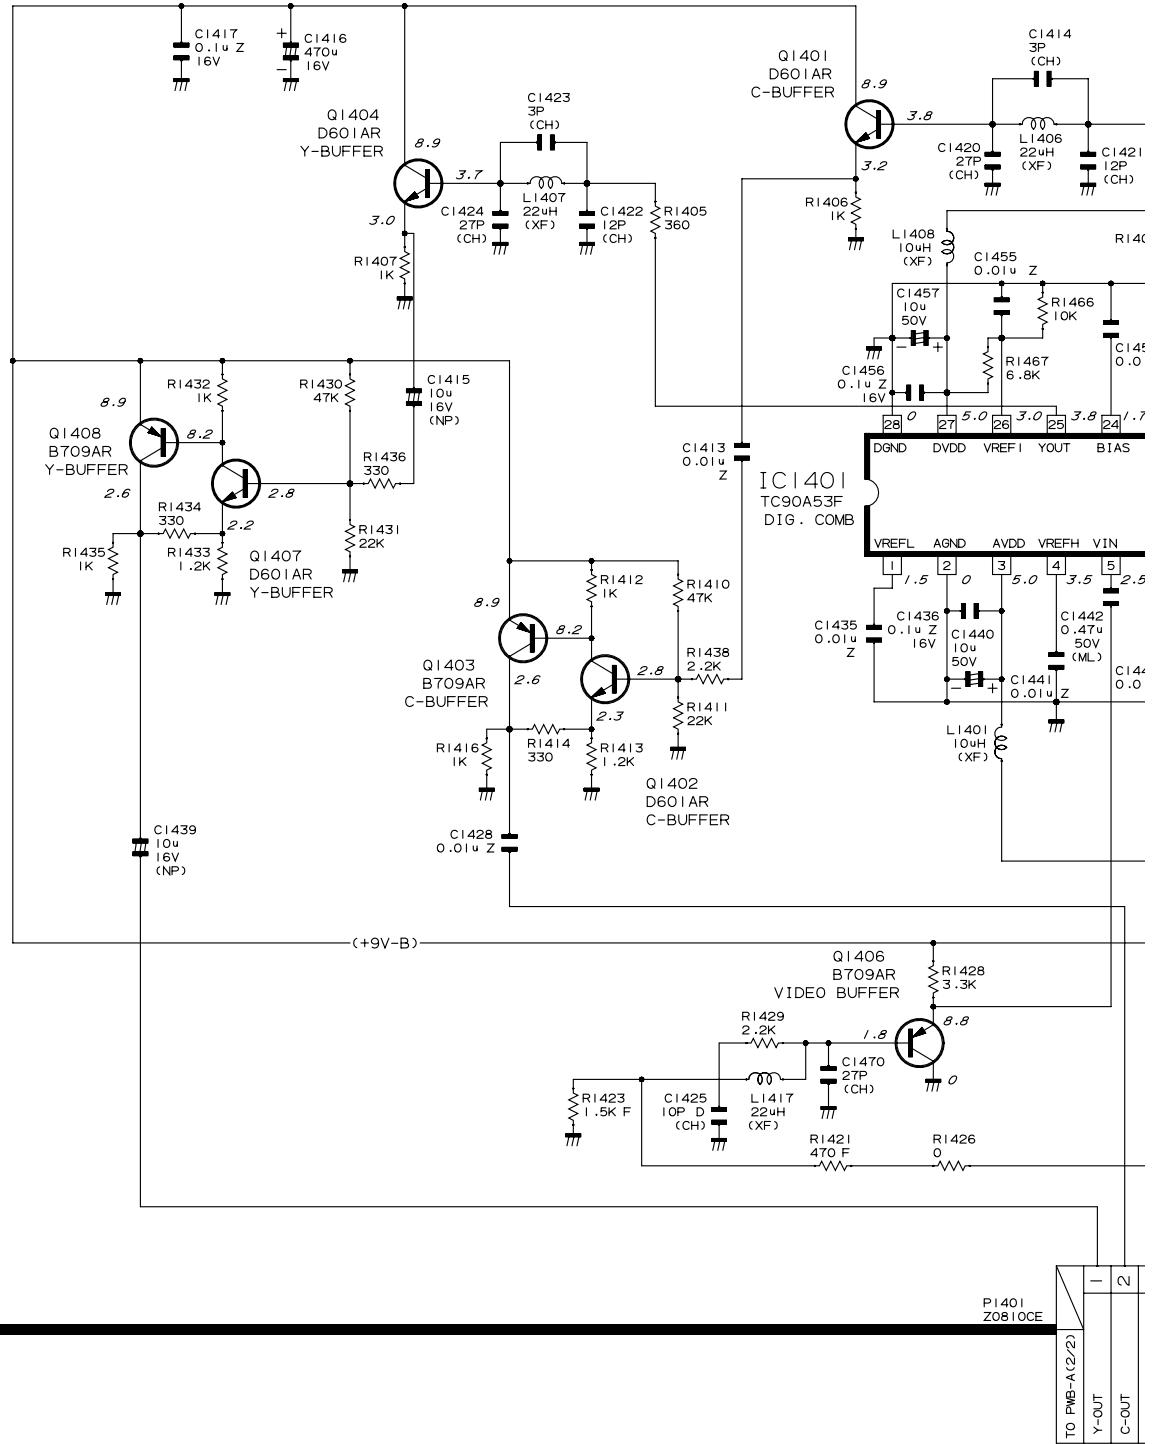 C1417
0.1u Z
16V
+
C1416
470u
16V
−
Q1401
D601AR
C-BUFFER
8.9
3.8
3.2
C1414
3P
(CH)
C1420
27P
(CH)
L1406
22uH
(XF)
C1421
12P
(CH)
Q1404
D601AR
Y-BUFFER
8.9
C1423
3P
(CH)
3.7
3.0
C1424
27P
(CH)
L1407
22uH
(XF)
C1422
12P
(CH)
R1405
360
R1406
1K
R1407
1K
L1408
10uH
(XF)
C1455
0.01u Z
C1457
10u
50V
− +
R1466
10K
R1467
6.8K
C1456
0.1u Z
16V
R1432
1K
R1430
47K
C1415
10u
16V
(NP)
8.9
Q1408
B709AR
Y-BUFFER
8.2
2.6
R1436
330
2.8
R1434
330
2.2
R1431
22K
R1435
1K
R1433
1.2K
Q1407
D601AR
Y-BUFFER
C1413
0.01u
Z
28 0 27 5.0 26 3.0 25 3.8 24 1.7
DGND DVDD VREFI YOUT BIAS
IC1401
TC90A53F
DIG. COMB
VREFL AGND AVDD VREFH VIN
1 1.5 2 0 3 5.0 4 3.5 5 2.5
R1412
1K
R1410
47K
8.9
8.2
Q1403
B709AR
C-BUFFER
2.6
2.8
R1438
2.2K
2.3
R1411
22K
R1416
1K
R1414
330
R1413
1.2K
Q1402
D601AR
C-BUFFER
C1435
0.01u
Z
C1436
0.1u Z
16V
C1440
10u
50V
− +
C1442
0.47u
50V
(ML)
C1441
0.01u Z
L1401
10uH
(XF)
C1439
10u
16V
(NP)
C1428
0.01u Z
(+9V-B)
Q1406
B709AR
VIDEO BUFFER
R1428
3.3K
R1429
2.2K
1.8
8.8
0
C1470
27P
(CH)
R1423
1.5K F
C1425
10P D
(CH)
L1417
22uH
(XF)
R1421
470 F
R1426
0
P1401
Z0810CE
1
2
TO PWB-A(2/2)
Y-OUT
C-OUT